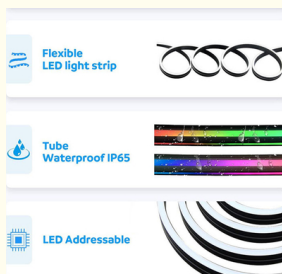 Flexible
LED light strip
Tube
Waterproof IP65
LED Addressable